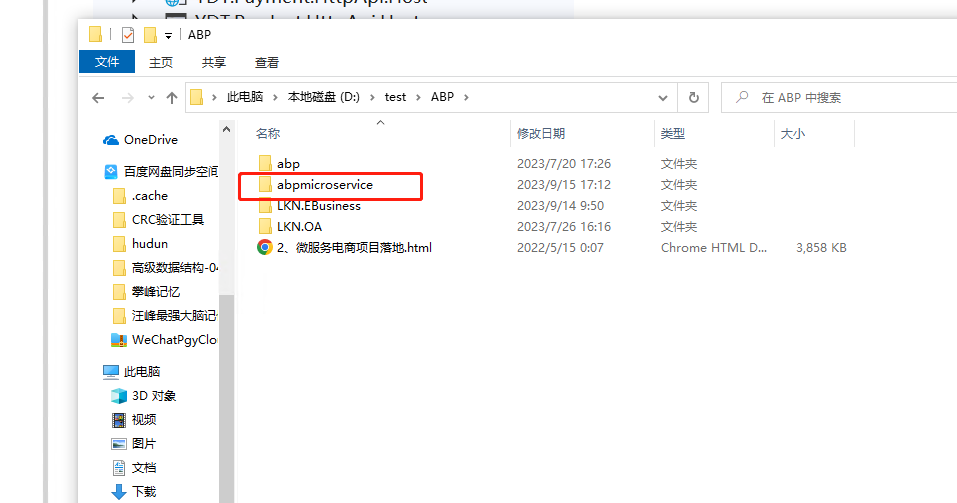 YDT.Payment.HttpApi.Host
ABP
文件 主页 共享 查看
此电脑 › 本地磁盘 (D:) › test › ABP ›
在 ABP 中搜索
名称 修改日期 类型 大小
OneDrive
百度网盘同步空间
.cache
CRC验证工具
hudun
高级数据结构-04
攀峰记忆
汪峰最强大脑记
WeChatPgyClou
此电脑
3D 对象
视频
图片
文档
下载
abp 2023/7/20 17:26 文件夹
abpmicroservice 2023/9/15 17:12 文件夹
LKN.EBusiness 2023/9/14 9:50 文件夹
LKN.OA 2023/7/26 16:16 文件夹
2、微服务电商项目落地.html 2022/5/15 0:07 Chrome HTML D... 3,858 KB